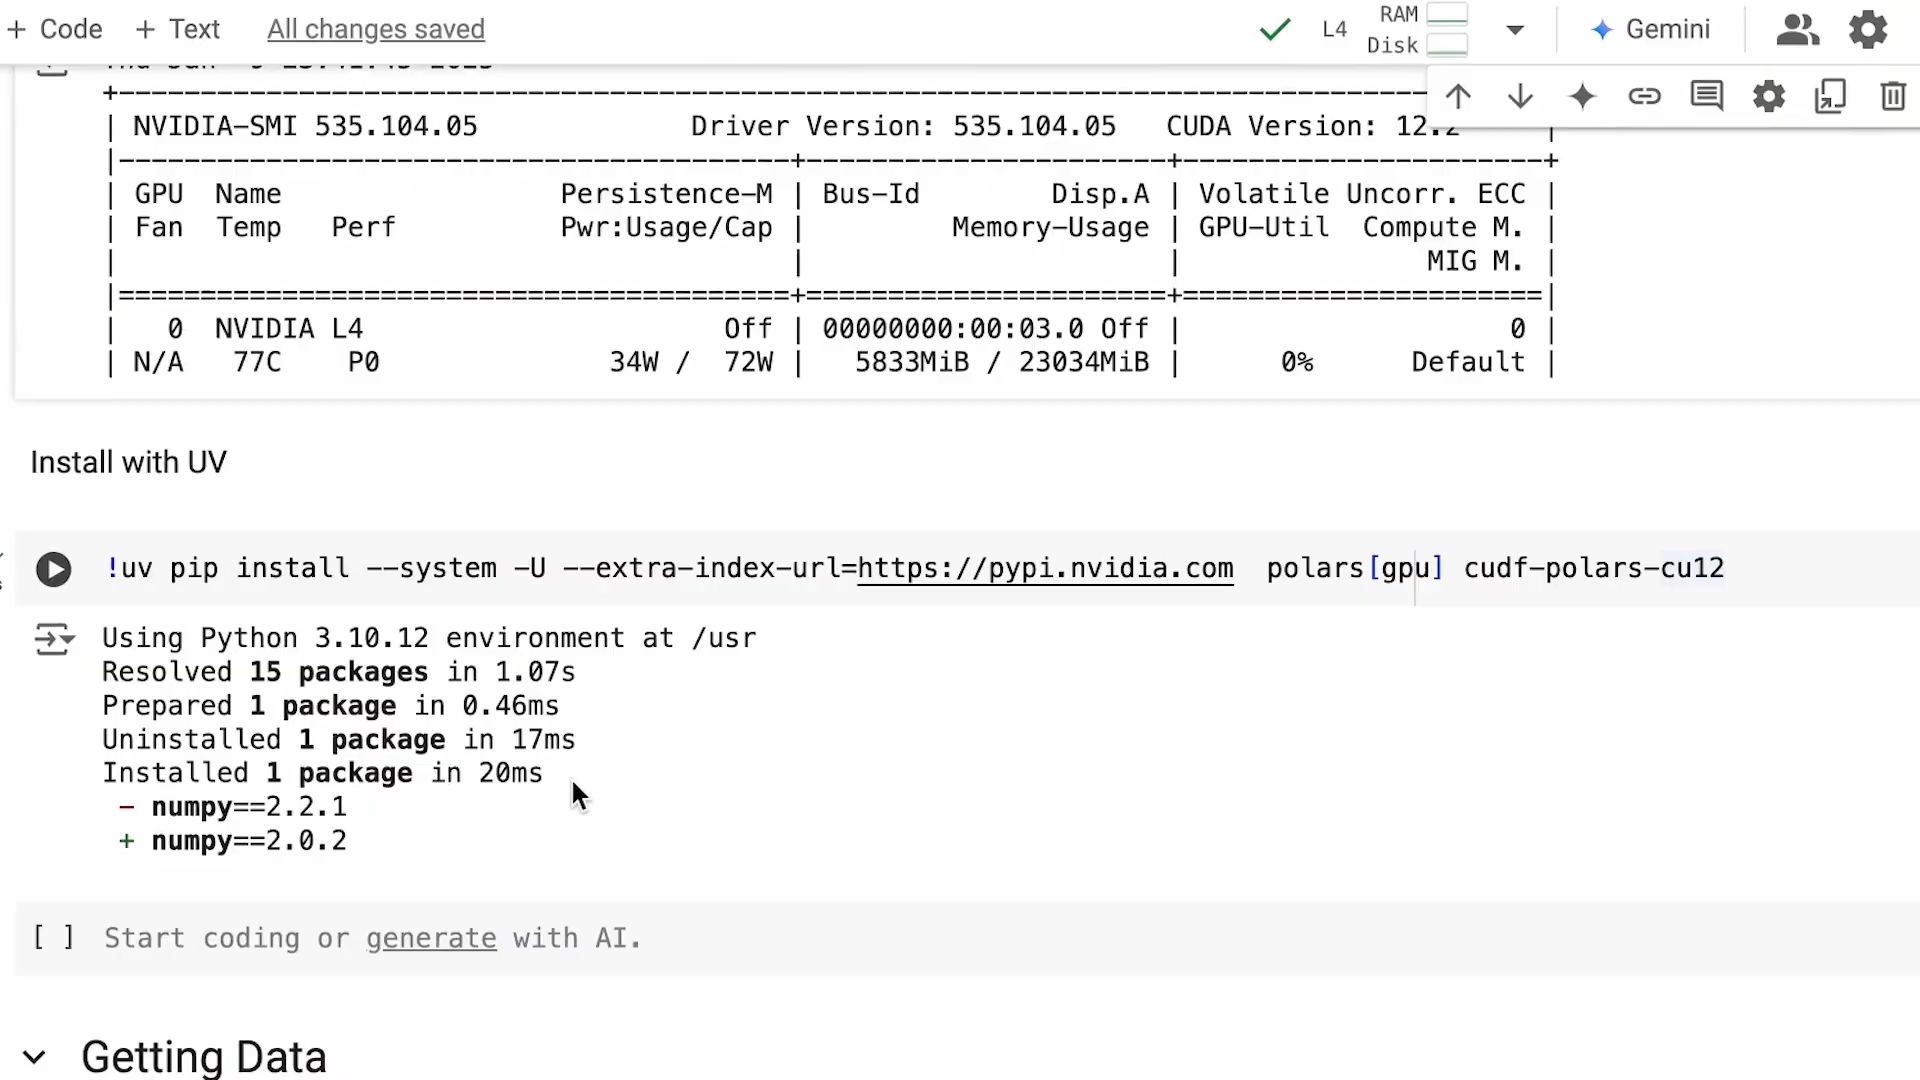 + Code + Text All changes saved L4 RAM Disk Gemini
+-----------------------------------------------------------------------------
| NVIDIA-SMI 535.104.05 Driver Version: 535.104.05 CUDA Version: 12.2 |
|-----------------------------------------+----------------------+----------------------+
| GPU Name Persistence-M | Bus-Id Disp.A | Volatile Uncorr. ECC |
| Fan Temp Perf Pwr:Usage/Cap | Memory-Usage | GPU-Util Compute M. |
| | | MIG M. |
|=========================================+======================+======================|
| 0 NVIDIA L4 Off | 00000000:00:03.0 Off | 0 |
| N/A 77C P0 34W / 72W | 5833MiB / 23034MiB | 0% Default |
Install with UV
!uv pip install --system -U --extra-index-url=https://pypi.nvidia.com polars[gpu] cudf-polars-cu12
Using Python 3.10.12 environment at /usr
Resolved 15 packages in 1.07s
Prepared 1 package in 0.46ms
Uninstalled 1 package in 17ms
Installed 1 package in 20ms
- numpy==2.2.1
+ numpy==2.0.2
[ ] Start coding or generate with AI.
Getting Data